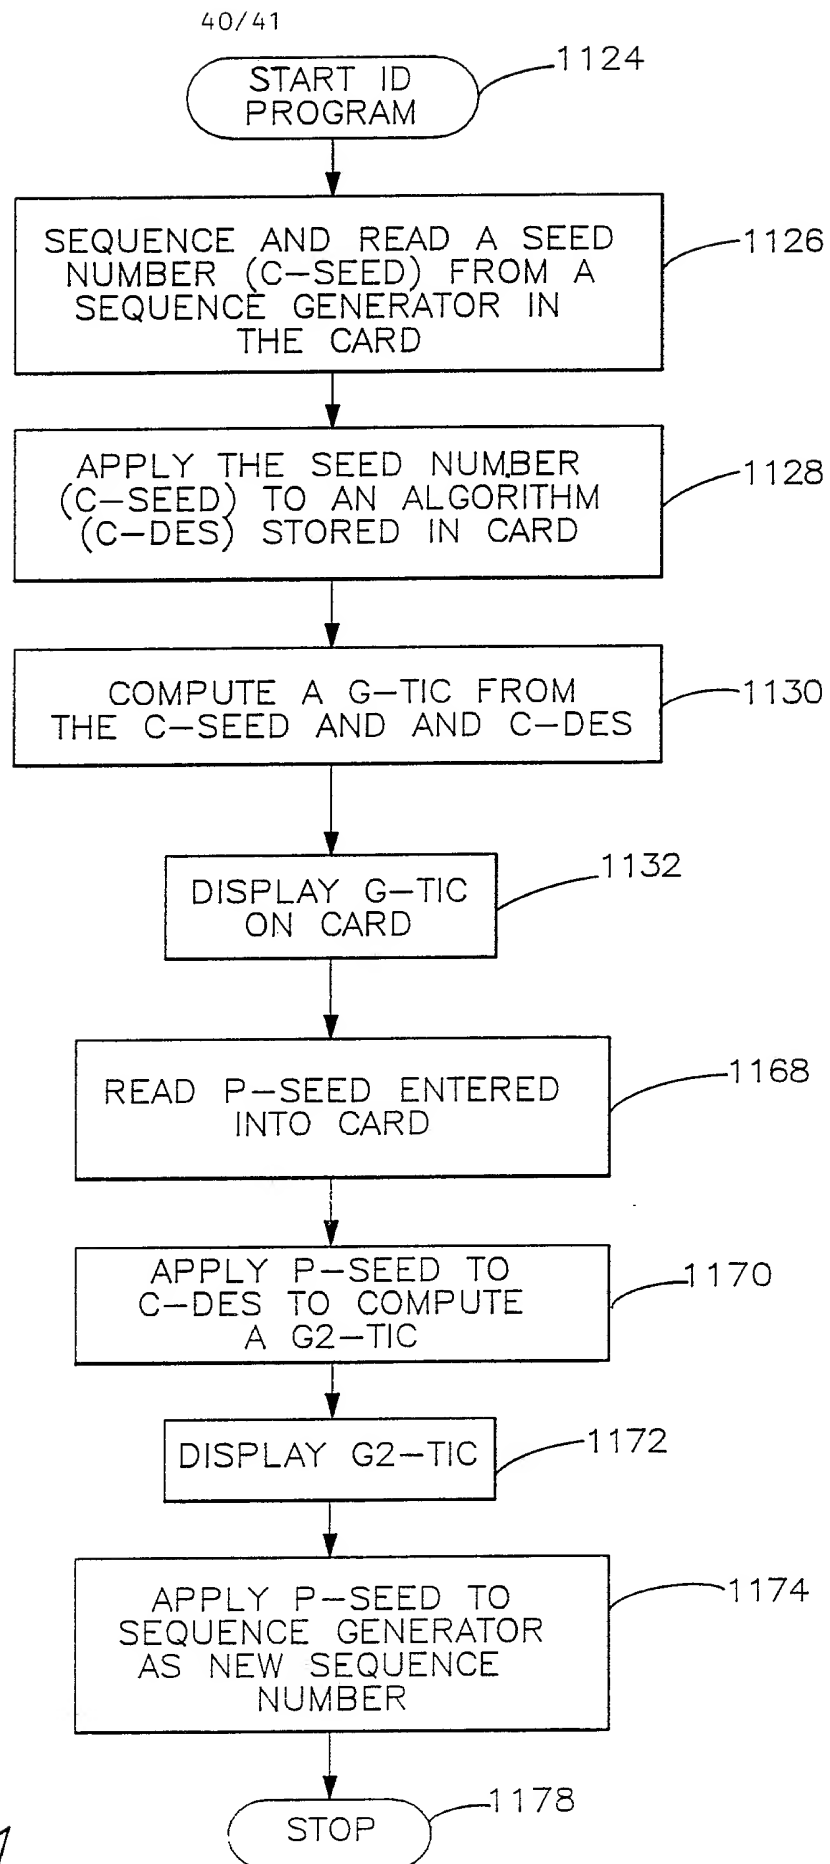 40/41
START ID
PROGRAM
1124
SEQUENCE AND READ A SEED
NUMBER (C-SEED) FROM A
SEQUENCE GENERATOR IN
THE CARD
1126
APPLY THE SEED NUMBER
(C-SEED) TO AN ALGORITHM
(C-DES) STORED IN CARD
1128
COMPUTE A G-TIC FROM
THE C-SEED AND AND C-DES
1130
DISPLAY G-TIC
ON CARD
1132
READ P-SEED ENTERED
INTO CARD
1168
APPLY P-SEED TO
C-DES TO COMPUTE
A G2-TIC
1170
DISPLAY G2-TIC
1172
APPLY P-SEED TO
SEQUENCE GENERATOR
AS NEW SEQUENCE
NUMBER
1174
STOP
1178